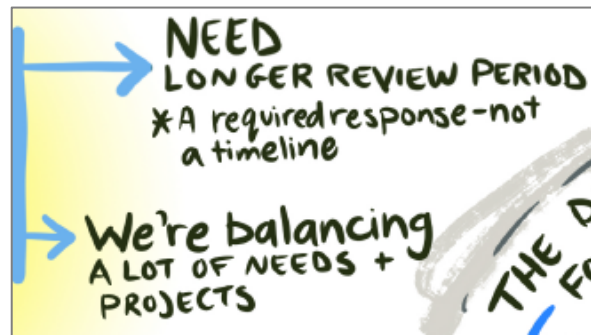 NEED
LONGER REVIEW PERIOD
*A required response-not
a timeline
We're balancing
A LOT OF NEEDS +
PROJECTS
THE